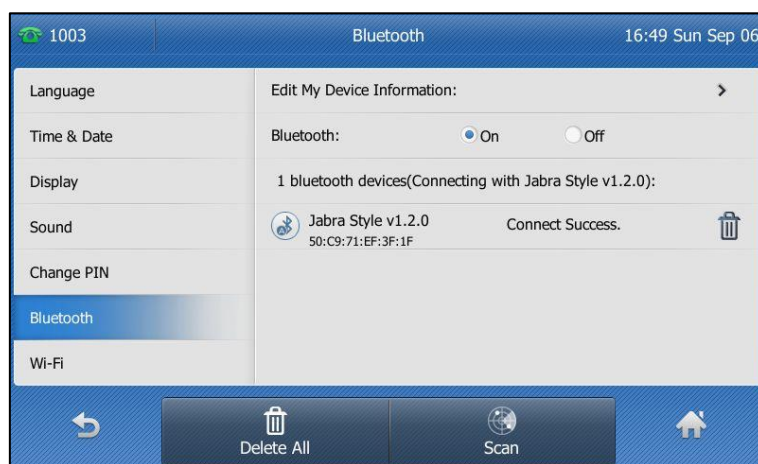 1003 Bluetooth 16:49 Sun Sep 06
Language
Time & Date
Display
Sound
Change PIN
Bluetooth
Wi-Fi
Edit My Device Information:
Bluetooth: On Off
1 bluetooth devices(Connecting with Jabra Style v1.2.0):
Jabra Style v1.2.0 Connect Success.
50:C9:71:EF:3F:1F
Delete All Scan